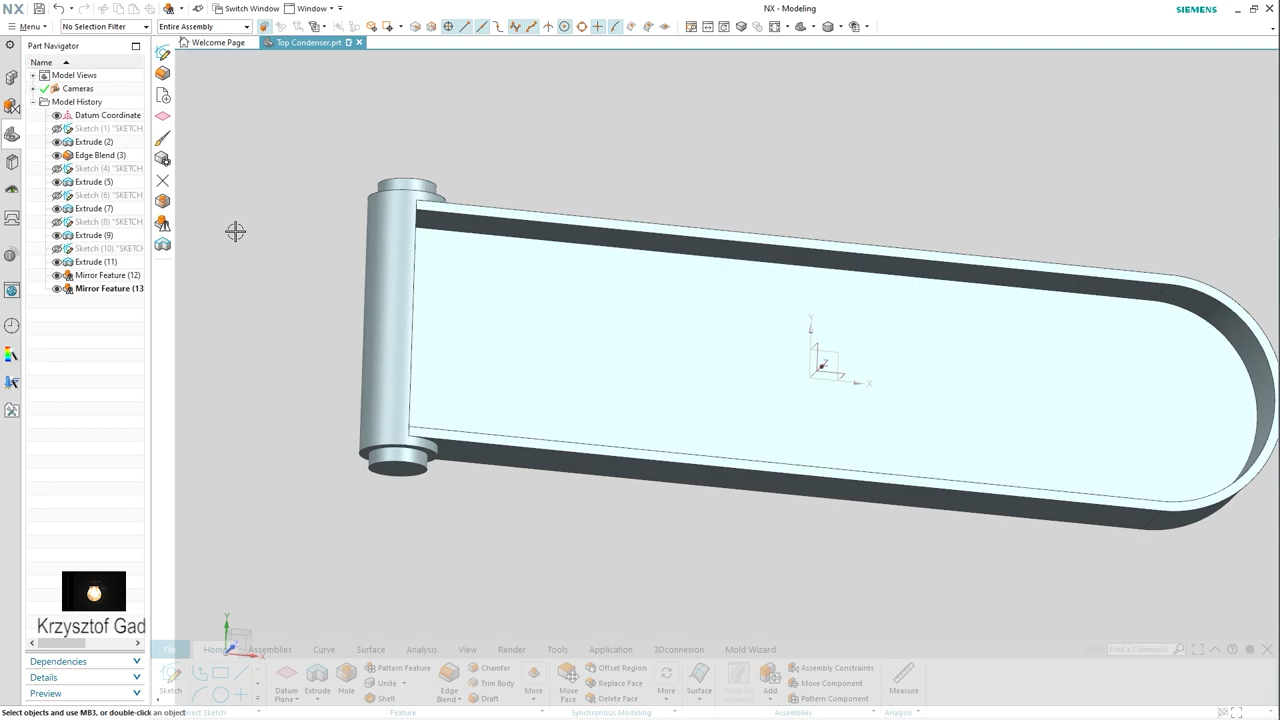 NX
Switch Window
Window
NX - Modeling
SIEMENS
Menu
No Selection Filter
Entire Assembly
Part Navigator
Welcome Page
Top Condenser.prt
Name
Model Views
Cameras
Model History
Datum Coordinate
Sketch (1) "SKETCH
Extrude (2)
Edge Blend (3)
Sketch (4) "SKETCH
Extrude (5)
Sketch (6) "SKETCH
Extrude (7)
Sketch (8) "SKETCH
Extrude (9)
Sketch (10) "SKETC
Extrude (11)
Mirror Feature (12)
Mirror Feature (13
Y
X
Z
Krzysztof Gad
Y
X
File
Home
Assemblies
Curve
Surface
Analysis
View
Render
Tools
Application
3Dconnexion
Mold Wizard
Find a Command
Dependencies
Details
Preview
Sketch
Datum
Plane
Extrude
Hole
Pattern Feature
Unite
Shell
Edge
Blend
Chamfer
Trim Body
Draft
More
Move
Face
Offset Region
Replace Face
Delete Face
More
Surface
Work on
Assembly
Add
Assembly Constraints
Move Component
Pattern Component
Measure
Select objects and use MB3, or double-click an object
Direct Sketch
Feature
Synchronous Modeling
Assemblies
Analysis